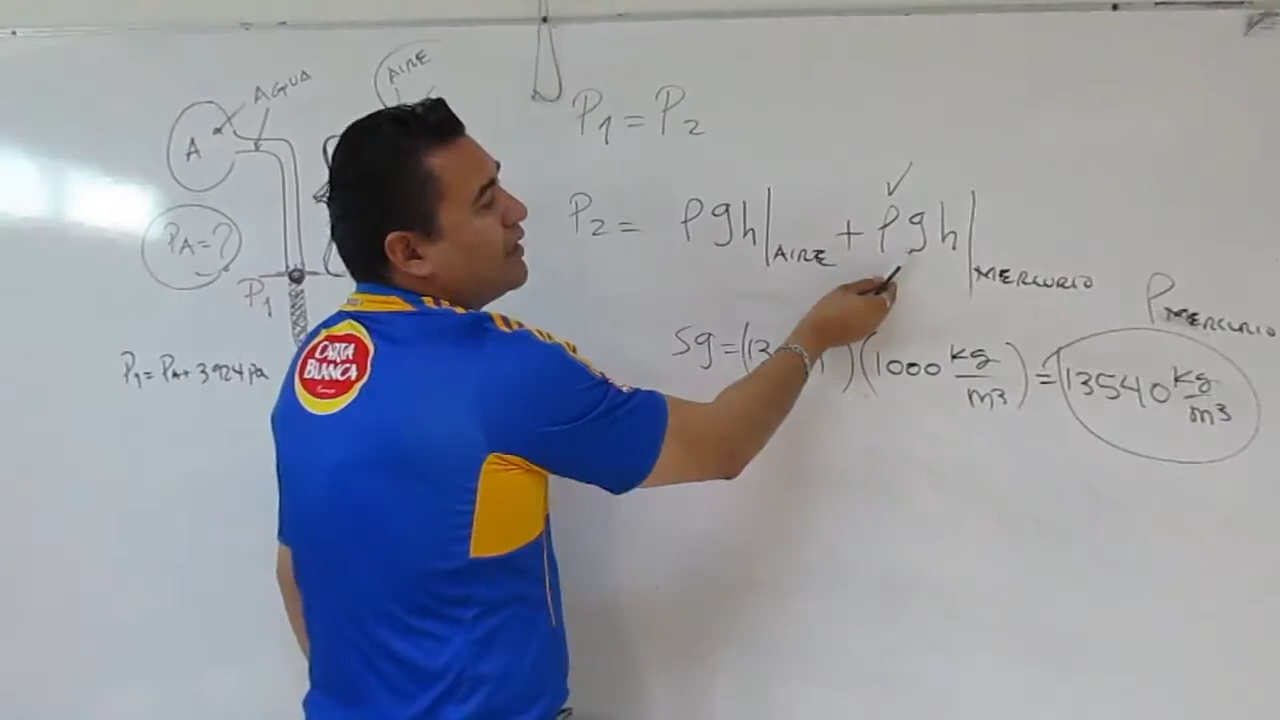 AGUA
AIRE
A
PA=?
P1
P1= PA+ 3924 Pa
P1 = P2
P2 = ρgh|AIRE + ρgh|MERCURIO
✓
ρMERCURIO
Sg=(13 )(1000 kg/m3) = 13540 kg/m3
CARTA BLANCA